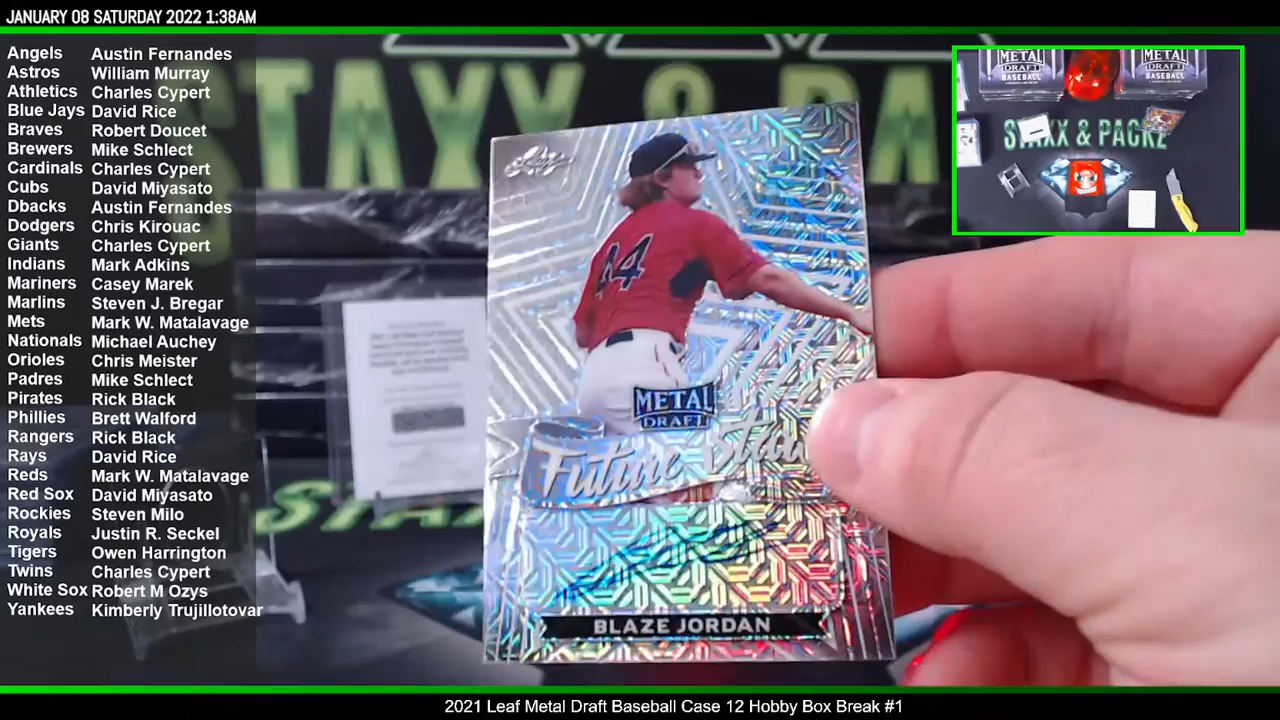 JANUARY 08 SATURDAY 2022 1:38AM
Angels Austin Fernandes
Astros William Murray
Athletics Charles Cypert
Blue Jays David Rice
Braves Robert Doucet
Brewers Mike Schlect
Cardinals Charles Cypert
Cubs David Miyasato
Dbacks Austin Fernandes
Dodgers Chris Kirouac
Giants Charles Cypert
Indians Mark Adkins
Mariners Casey Marek
Marlins Steven J. Bregar
Mets Mark W. Matalavage
Nationals Michael Auchey
Orioles Chris Meister
Padres Mike Schlect
Pirates Rick Black
Phillies Brett Walford
Rangers Rick Black
Rays David Rice
Reds Mark W. Matalavage
Red Sox David Miyasato
Rockies Steven Milo
Royals Justin R. Seckel
Tigers Owen Harrington
Twins Charles Cypert
White Sox Robert M Ozys
Yankees Kimberly Trujillotovar
STAXX & PA
Leaf
44
METAL
DRAFT
Future Stars
BLAZE JORDAN
METAL
DRAFT
BASEBALL
METAL
DRAFT
BASEBALL
STAXX & PACKZ
2021 Leaf Metal Draft Baseball Case 12 Hobby Box Break #1